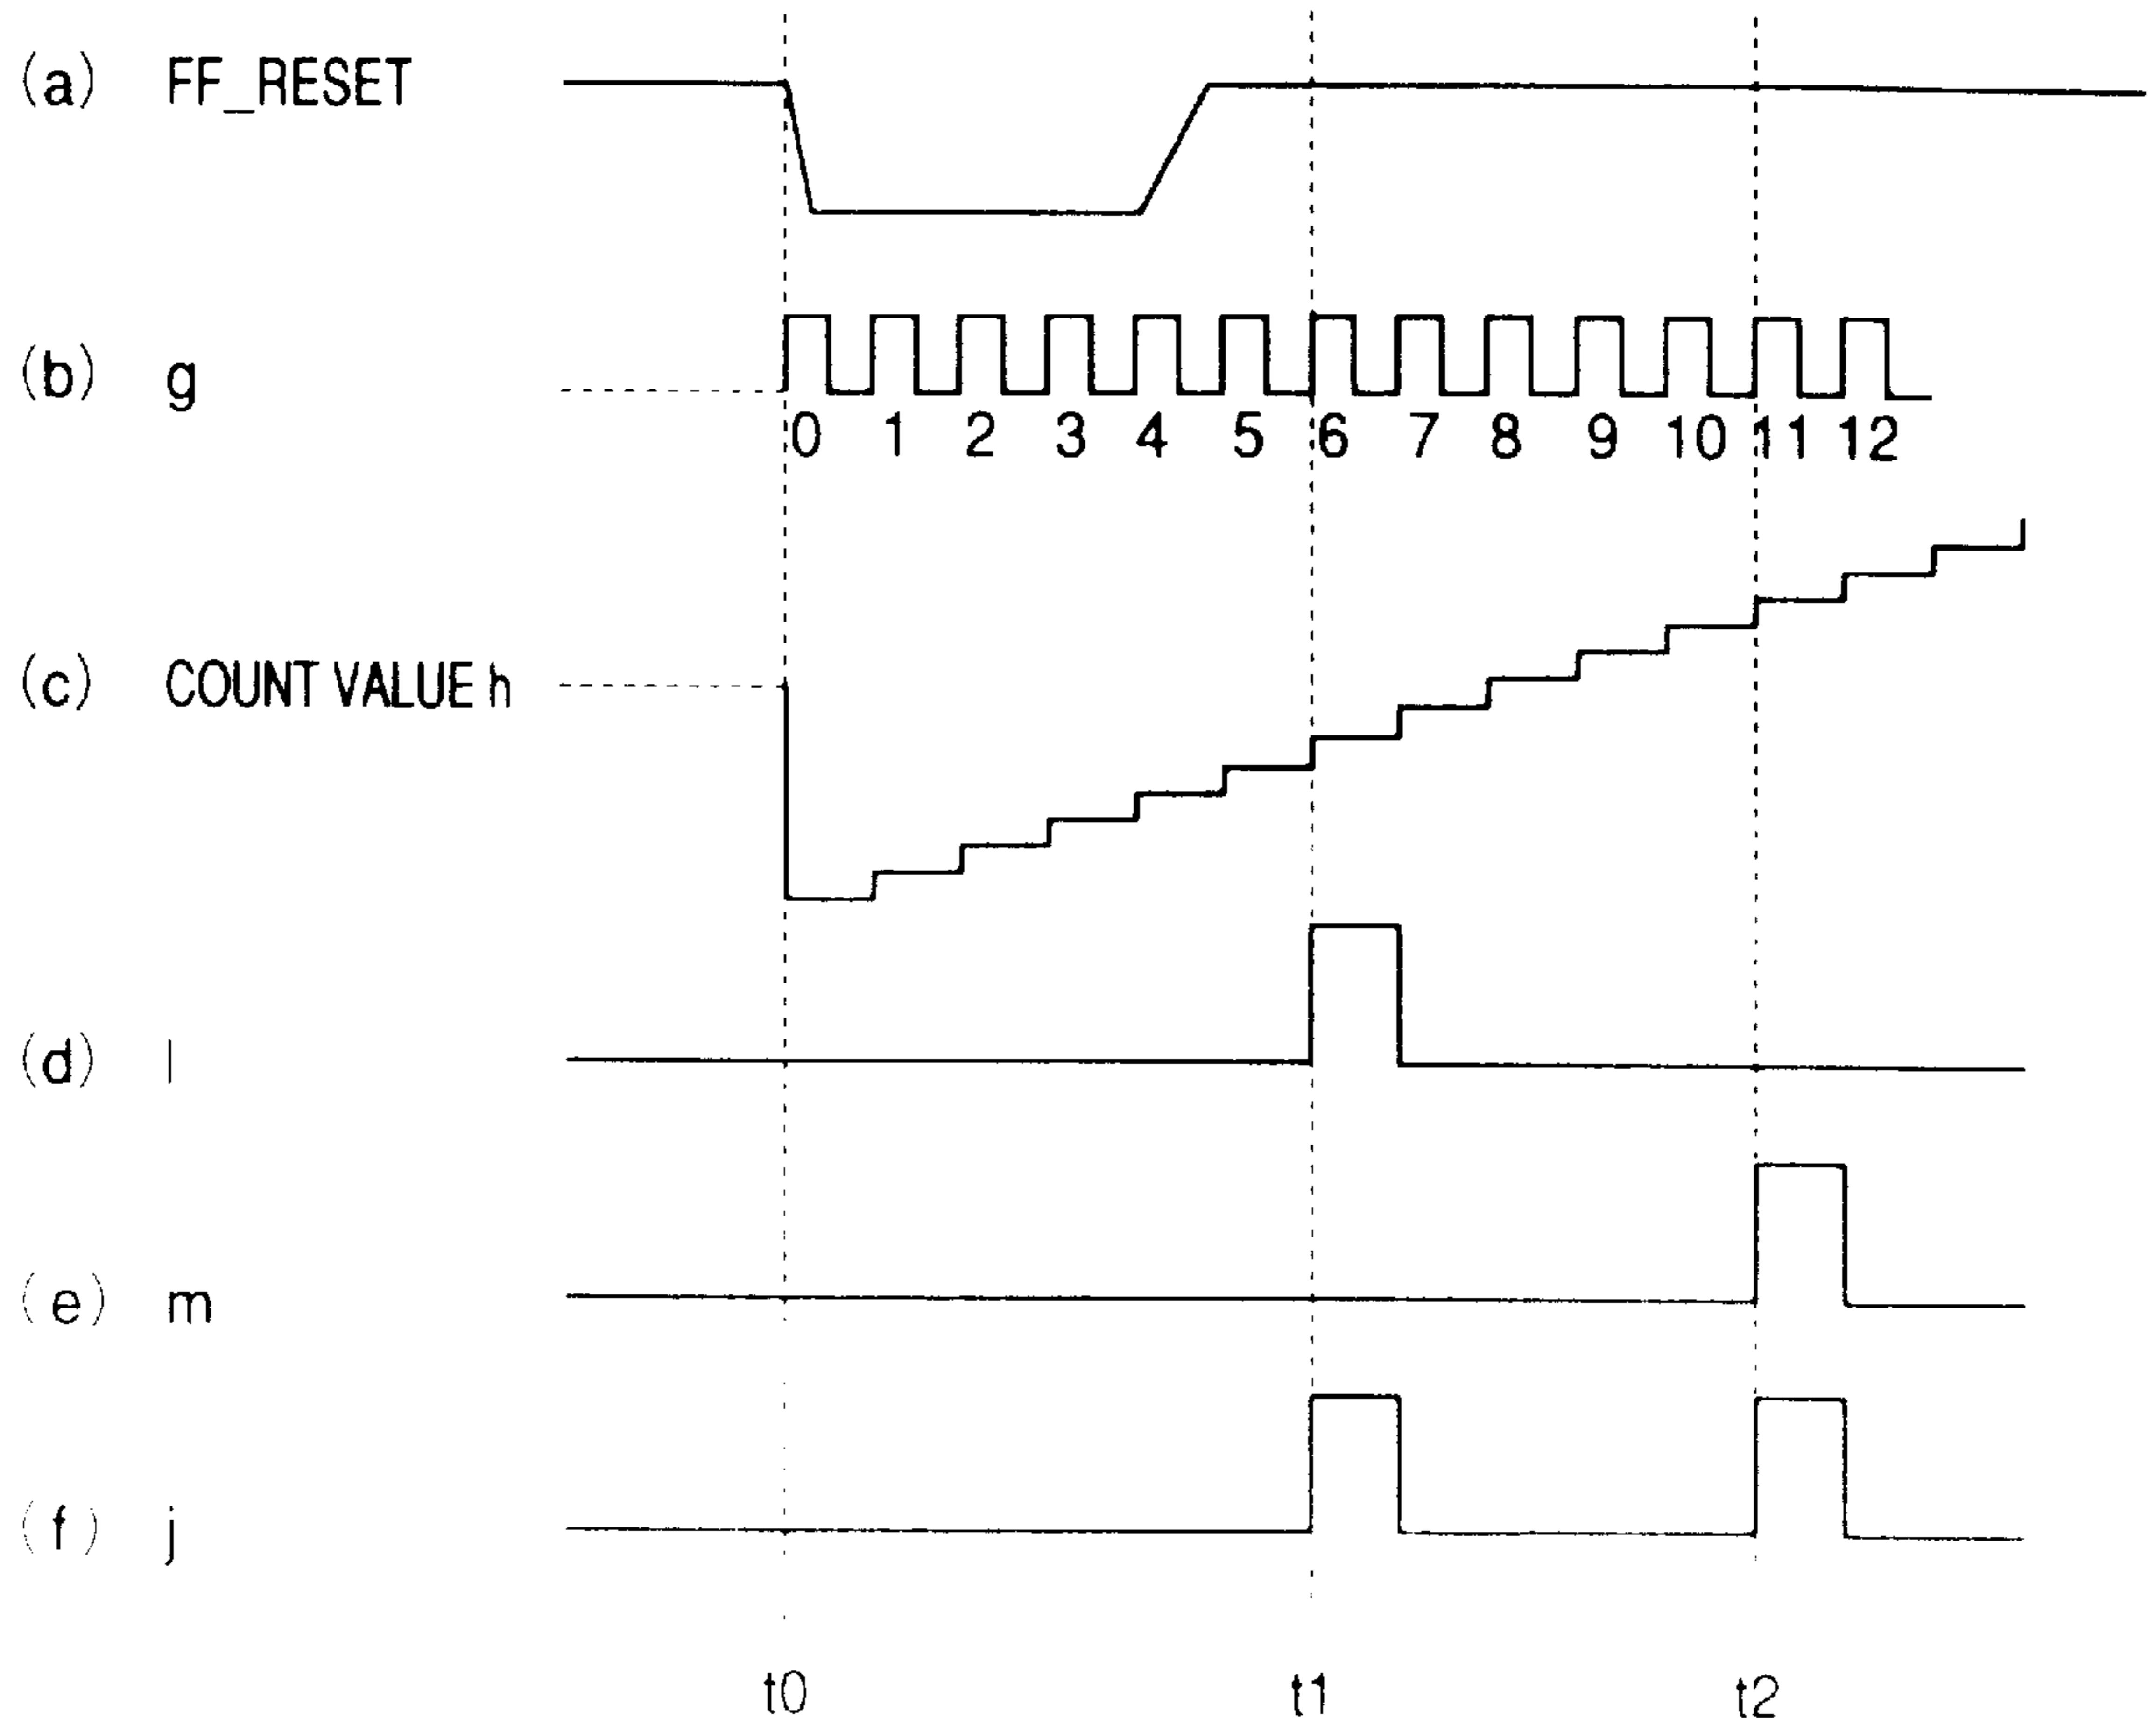 (a) FF_RESET
(b) g
0 1 2 3 4 5 6 7 8 9 10 11 12
(c) COUNT VALUE h
(d) l
(e) m
(f) j
t0 t1 t2